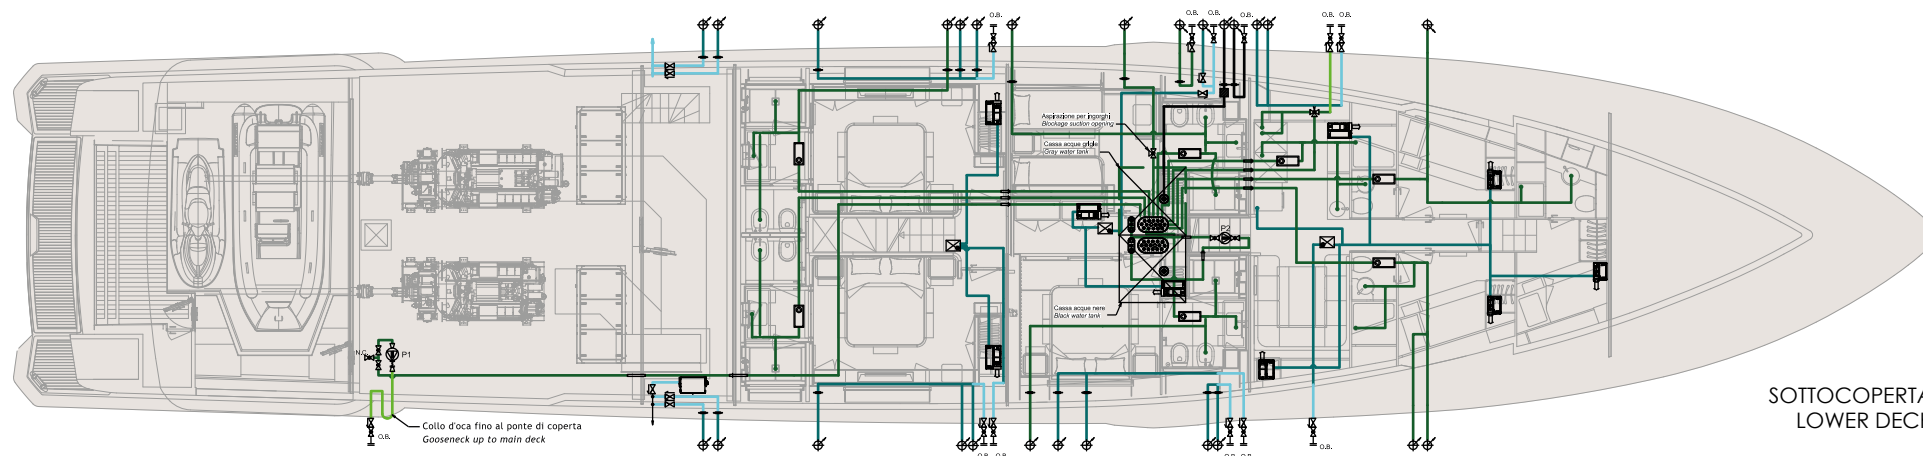 O.B.
O.B.
O.B.
O.B.
O.B.
Aspirazione per ingorghi
Blockage suction opening
Cassa acque grigie
Gray water tank
P2
Cassa acque nere
Black water tank
N.C.
P1
Collo d'oca fino al ponte di coperta
Gooseneck up to main deck
O.B.
O.B.
O.B.
O.B.
O.B.
O.B.
SOTTOCOPERTA
LOWER DECK